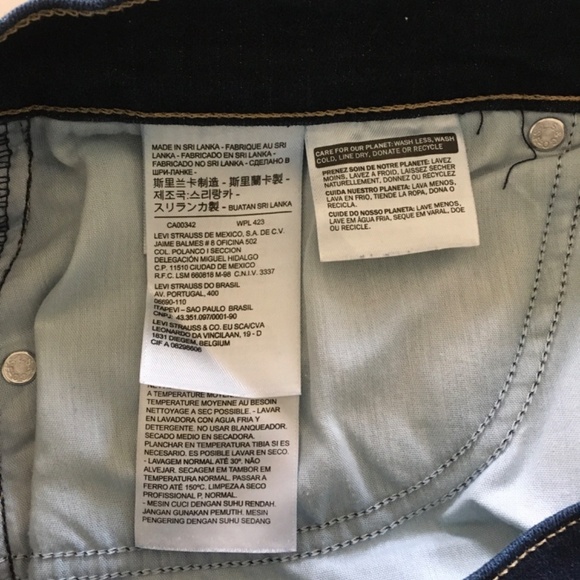 MADE IN SRI LANKA - FABRIQUE AU SRI
LANKA - FABRICADO EN SRI LANKA -
FABRICADO NO SRI LANKA - СДЕЛАНО В
ШРИ-ЛАНКЕ -
斯里兰卡制造 - 斯里蘭卡製 -
제조국:스리랑카 -
スリランカ製 - BUATAN SRI LANKA
CA00342 WPL 423
LEVI STRAUSS DE MEXICO, S.A. DE C.V.
JAIME BALMES # 8 OFICINA 502
COL. POLANCO I SECCION
DELEGACIÓN MIGUEL HIDALGO
C.P. 11510 CIUDAD DE MEXICO
R.F.C. LSM 660818 M-98 C.N.I.V. 3337
LEVI STRAUSS DO BRASIL
AV. PORTUGAL, 400
06690-110
ITAPEVI – SAO PAULO BRASIL
CNPJ: 43.351.097/0001-90
LEVI STRAUSS & CO. EU SCA/CVA
LEONARDO DA VINCILAAN, 19 - D
1831 DIEGEM, BELGIUM
CIF A 08298606
A TEMPERATURE
TEMPERATURE MOYENNE AU BESOIN
NETTOYAGE A SEC POSSIBLE. - LAVAR
EN LAVADORA CON AGUA FRIA Y
DETERGENTE. NO USAR BLANQUEADOR.
SECADO MEDIO EN SECADORA.
PLANCHAR EN TEMPERATURA TIBIA SI ES
NECESARIO. ES POSIBLE LAVAR EN SECO.
- LAVAGEM NORMAL ATÉ 30º. NÃO
ALVEJAR. SECAGEM EM TAMBOR EM
TEMPERATURA NORMAL. PASSAR A
FERRO ATÉ 150ºC. LIMPEZA A SECO
PROFISSIONAL P, NORMAL.
- MESIN CUCI DENGAN SUHU RENDAH.
JANGAN GUNAKAN PEMUTIH. MESIN
PENGERING DENGAN SUHU SEDANG
CARE FOR OUR PLANET: WASH LESS, WASH
COLD, LINE DRY, DONATE OR RECYCLE
PRENEZ SOIN DE NOTRE PLANETE: LAVEZ
MOINS, LAVEZ A FROID, LAISSEZ SECHER
NATURELLEMENT, DONNEZ OU RECYCLEZ
CUIDA NUESTRO PLANETA: LAVA MENOS,
LAVA EN FRIO, TIENDE LA ROPA, DONA O
RECICLA.
CUIDE DO NOSSO PLANETA: LAVE MENOS,
LAVE EM ÁGUA FRIA, SEQUE EM VARAL, DOE
OU RECICLE.